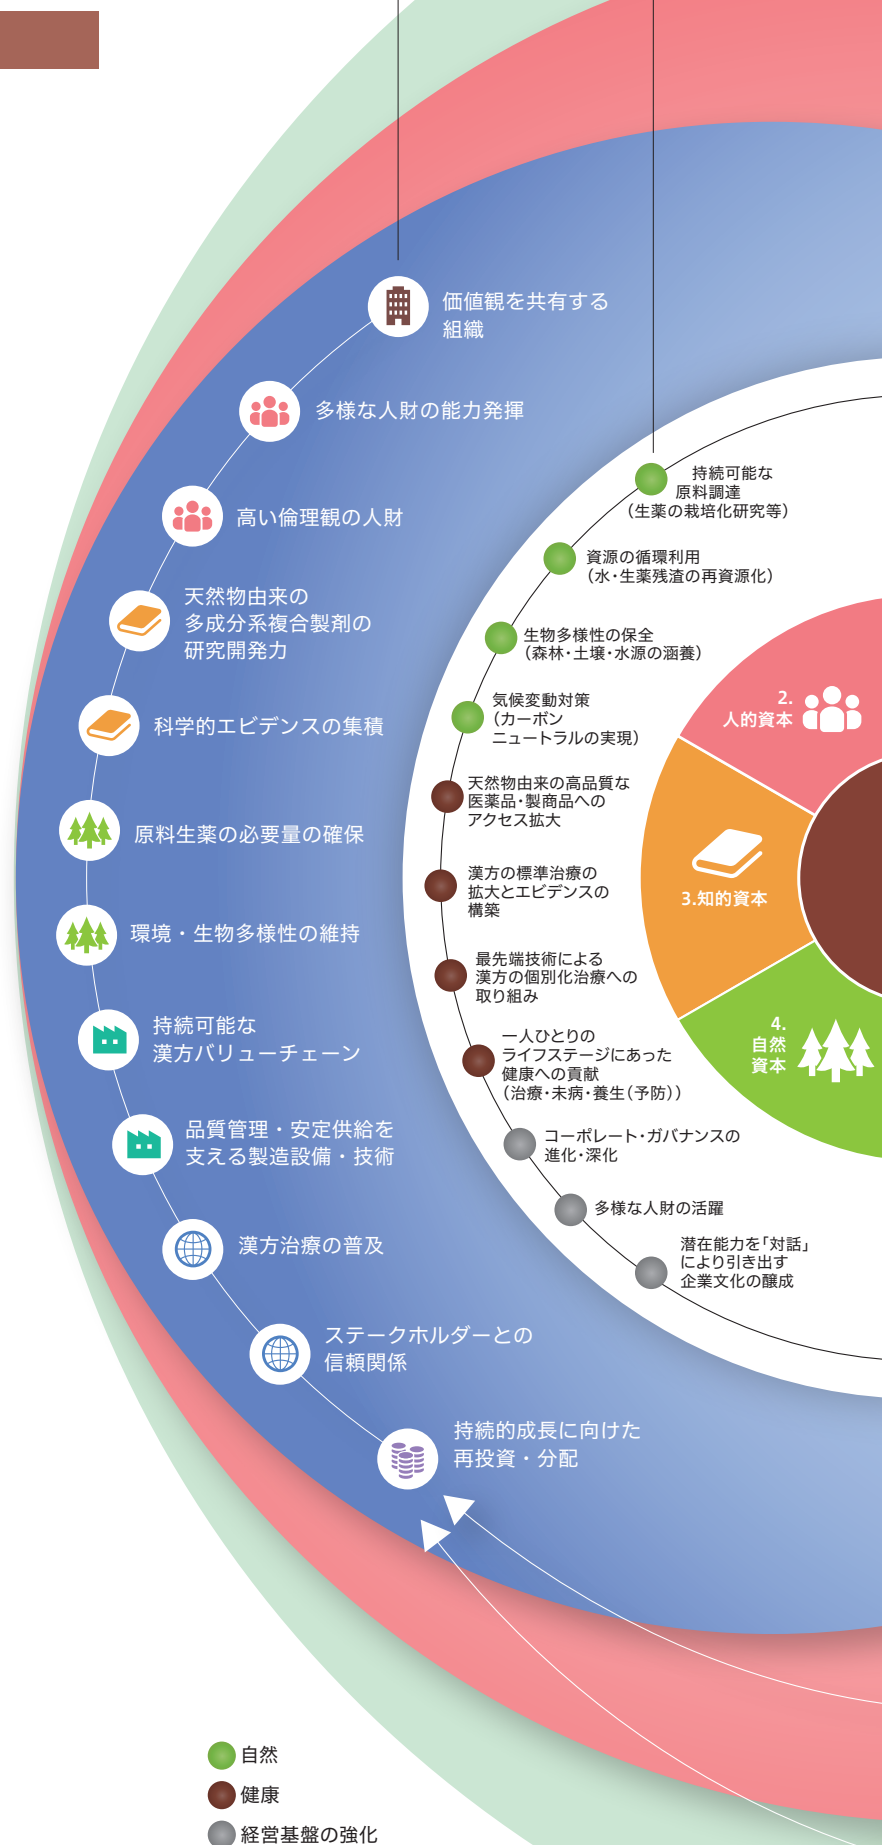 価値観を共有する
組織
多様な人財の能力発揮
高い倫理観の人財
天然物由来の
多成分系複合製剤の
研究開発力
科学的エビデンスの集積
原料生薬の必要量の確保
環境・生物多様性の維持
持続可能な
漢方バリューチェーン
品質管理・安定供給を
支える製造設備・技術
漢方治療の普及
ステークホルダーとの
信頼関係
持続的成長に向けた
再投資・分配
持続可能な
原料調達
（生薬の栽培化研究等）
資源の循環利用
（水・生薬残渣の再資源化）
生物多様性の保全
（森林・土壌・水源の涵養）
気候変動対策
（カーボン
ニュートラルの実現）
天然物由来の高品質な
医薬品・製商品への
アクセス拡大
漢方の標準治療の
拡大とエビデンスの
構築
最先端技術による
漢方の個別化治療への
取り組み
一人ひとりの
ライフステージにあった
健康への貢献
（治療・未病・養生（予防））
コーポレート・ガバナンスの
進化・深化
多様な人財の活躍
潜在能力を「対話」
により引き出す
企業文化の醸成
2.
人的資本
3.知的資本
4.
自然
資本
自然
健康
経営基盤の強化